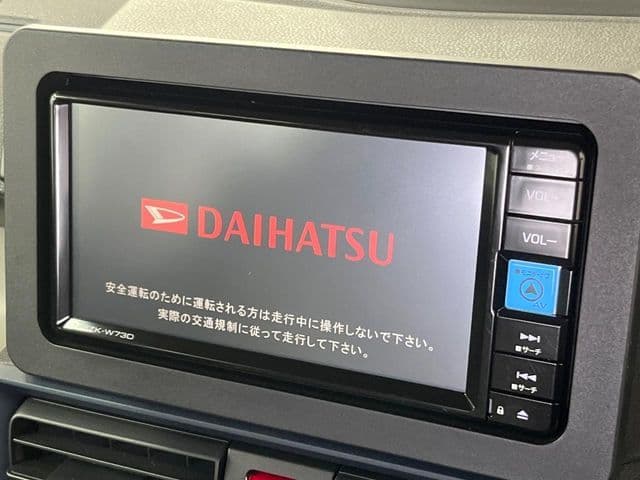 DAIHATSU
安全運転のために運転される方は走行中に操作しないで下さい。
実際の交通規制に従って走行して下さい。
メニュー
VOL+
VOL−
AV
サーチ
サーチ